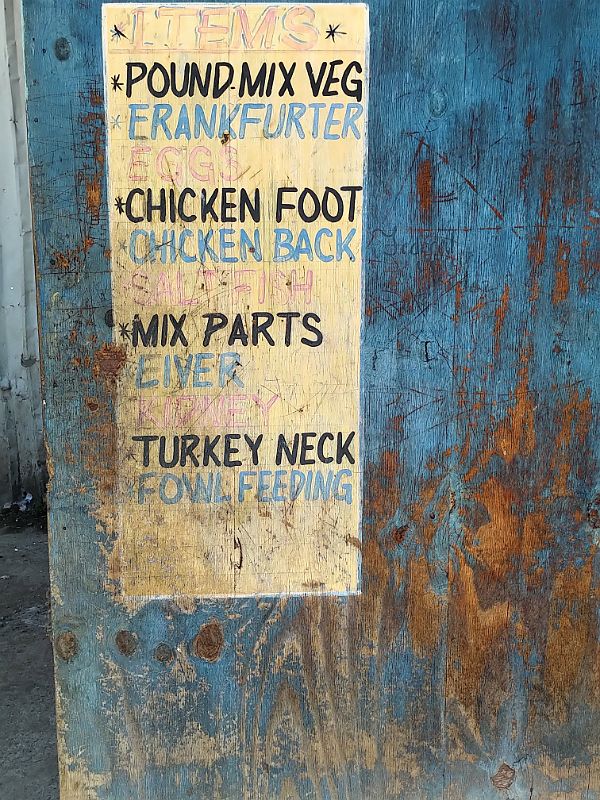 *ITEMS*
*POUND MIX VEG
*FRANKFURTER
EGGS
*CHICKEN FOOT
*CHICKEN BACK
SALTFISH
*MIX PARTS
LIVER
KIDNEY
*TURKEY NECK
*FOWL FEEDING